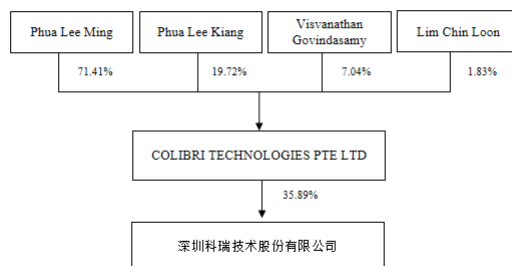 Phua Lee Ming
Phua Lee Kiang
Visvanathan
Govindasamy
Lim Chin Loon
71.41%
19.72%
7.04%
1.83%
COLIBRI TECHNOLOGIES PTE LTD
35.89%
深圳科瑞技术股份有限公司